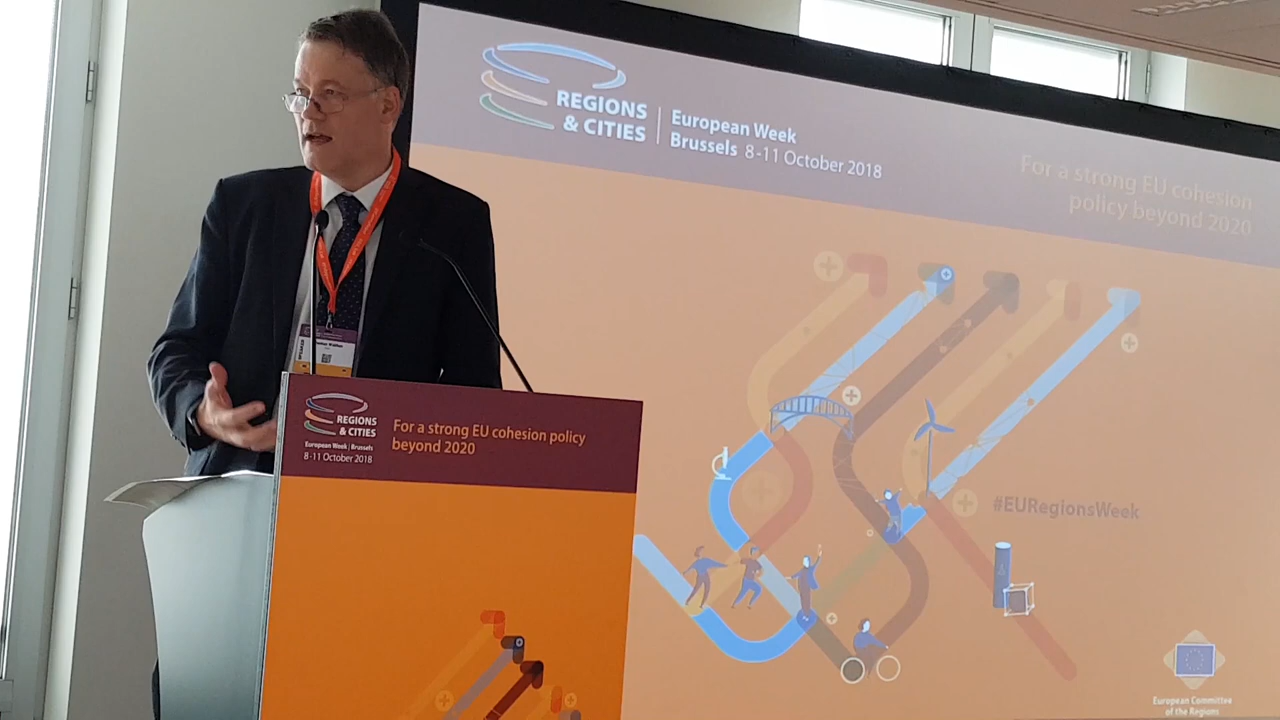 REGIONS
& CITIES
European Week
Brussels 8-11 October 2018
For a strong EU cohesion
policy beyond 2020
#EURegionsWeek
European Committee
of the Regions
REGIONS
& CITIES
European Week | Brussels
8-11 October 2018
For a strong EU cohesion policy
beyond 2020